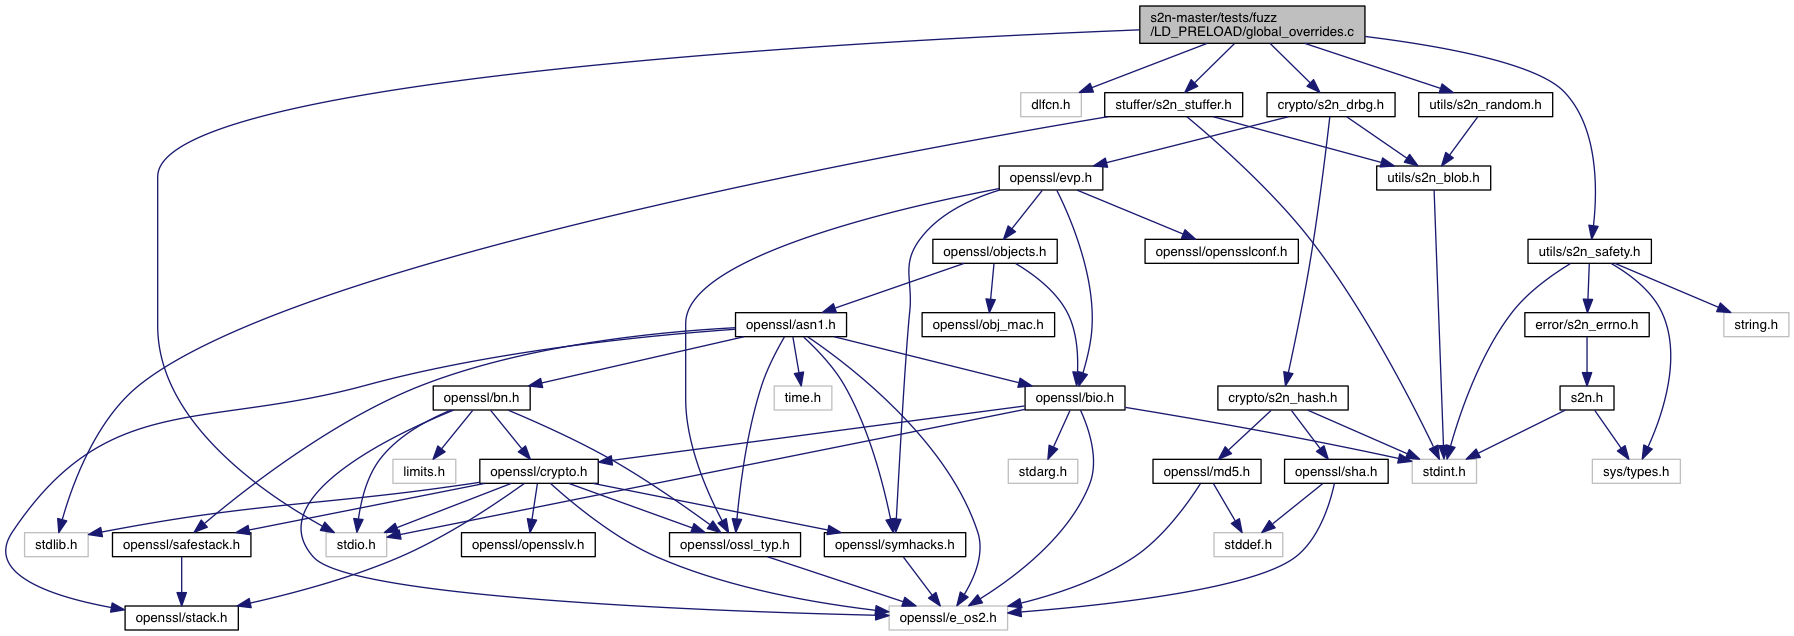 s2n-master/tests/fuzz
/LD_PRELOAD/global_overrides.c
dlfcn.h
stuffer/s2n_stuffer.h
crypto/s2n_drbg.h
utils/s2n_random.h
openssl/evp.h
utils/s2n_blob.h
openssl/objects.h
openssl/opensslconf.h
utils/s2n_safety.h
openssl/asn1.h
openssl/obj_mac.h
error/s2n_errno.h
string.h
openssl/bn.h
time.h
openssl/bio.h
crypto/s2n_hash.h
s2n.h
limits.h
openssl/crypto.h
stdarg.h
openssl/md5.h
openssl/sha.h
stdint.h
sys/types.h
stdlib.h
openssl/safestack.h
stdio.h
openssl/opensslv.h
openssl/ossl_typ.h
openssl/symhacks.h
stddef.h
openssl/stack.h
openssl/e_os2.h